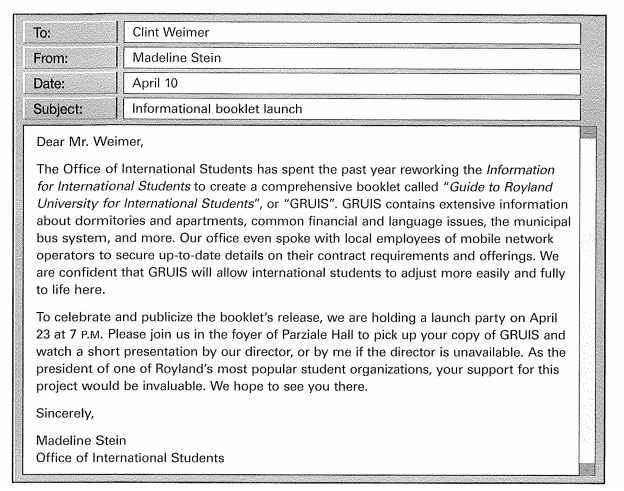 To: Clint Weimer
From: Madeline Stein
Date: April 10
Subject: Informational booklet launch
Dear Mr. Weimer,
The Office of International Students has spent the past year reworking the Information
for International Students to create a comprehensive booklet called "Guide to Royland
University for International Students", or "GRUIS". GRUIS contains extensive information
about dormitories and apartments, common financial and language issues, the municipal
bus system, and more. Our office even spoke with local employees of mobile network
operators to secure up-to-date details on their contract requirements and offerings. We
are confident that GRUIS will allow international students to adjust more easily and fully
to life here.
To celebrate and publicize the booklet's release, we are holding a launch party on April
23 at 7 P.M. Please join us in the foyer of Parziale Hall to pick up your copy of GRUIS and
watch a short presentation by our director, or by me if the director is unavailable. As the
president of one of Royland's most popular student organizations, your support for this
project would be invaluable. We hope to see you there.
Sincerely,
Madeline Stein
Office of International Students